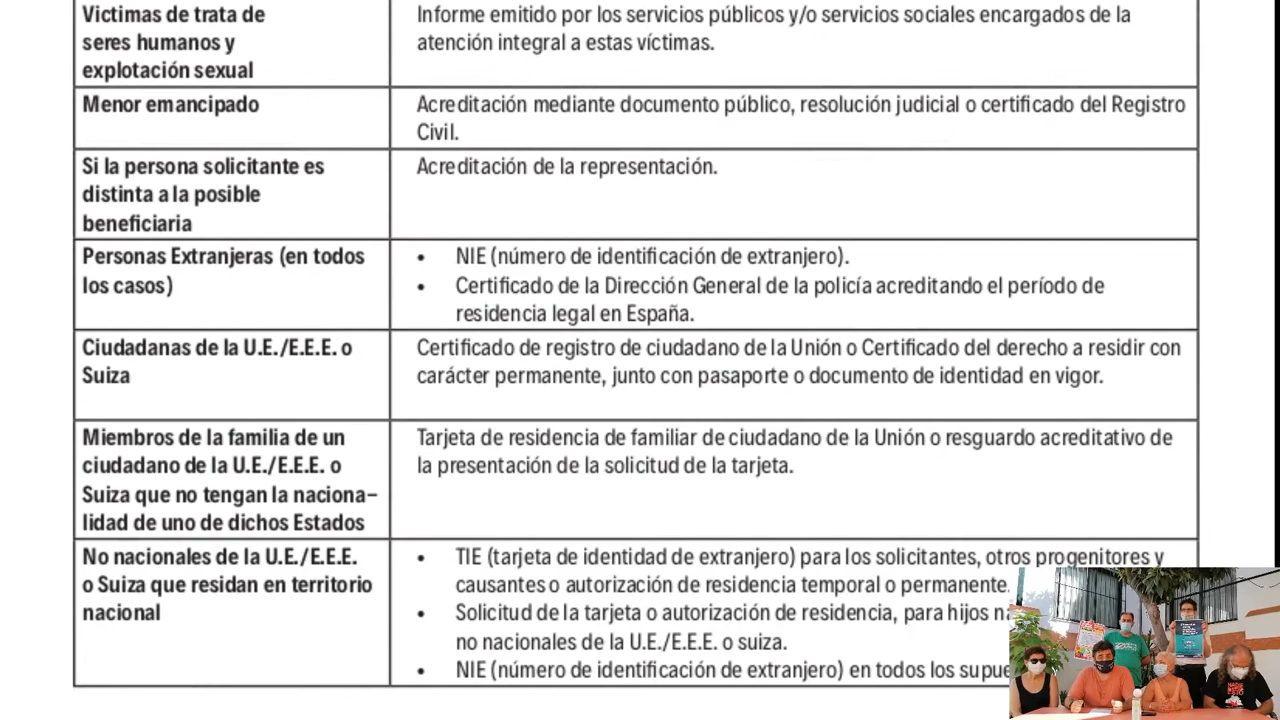 Victimas de trata de
seres humanos y
explotación sexual
Informe emitido por los servicios públicos y/o servicios sociales encargados de la
atención integral a estas víctimas.
Menor emancipado
Acreditación mediante documento público, resolución judicial o certificado del Registro
Civil.
Si la persona solicitante es
distinta a la posible
beneficiaria
Acreditación de la representación.
Personas Extranjeras (en todos
los casos)
• NIE (número de identificación de extranjero).
• Certificado de la Dirección General de la policía acreditando el período de
residencia legal en España.
Ciudadanas de la U.E./E.E.E. o
Suiza
Certificado de registro de ciudadano de la Unión o Certificado del derecho a residir con
carácter permanente, junto con pasaporte o documento de identidad en vigor.
Miembros de la familia de un
ciudadano de la U.E./E.E.E. o
Suiza que no tengan la naciona-
lidad de uno de dichos Estados
Tarjeta de residencia de familiar de ciudadano de la Unión o resguardo acreditativo de
la presentación de la solicitud de la tarjeta.
No nacionales de la U.E./E.E.E.
o Suiza que residan en territorio
nacional
• TIE (tarjeta de identidad de extranjero) para los solicitantes, otros progenitores y
causantes o autorización de residencia temporal o permanente.
• Solicitud de la tarjeta o autorización de residencia, para hijos
no nacionales de la U.E./E.E.E. o suiza.
• NIE (número de identificación de extranjero) en todos los